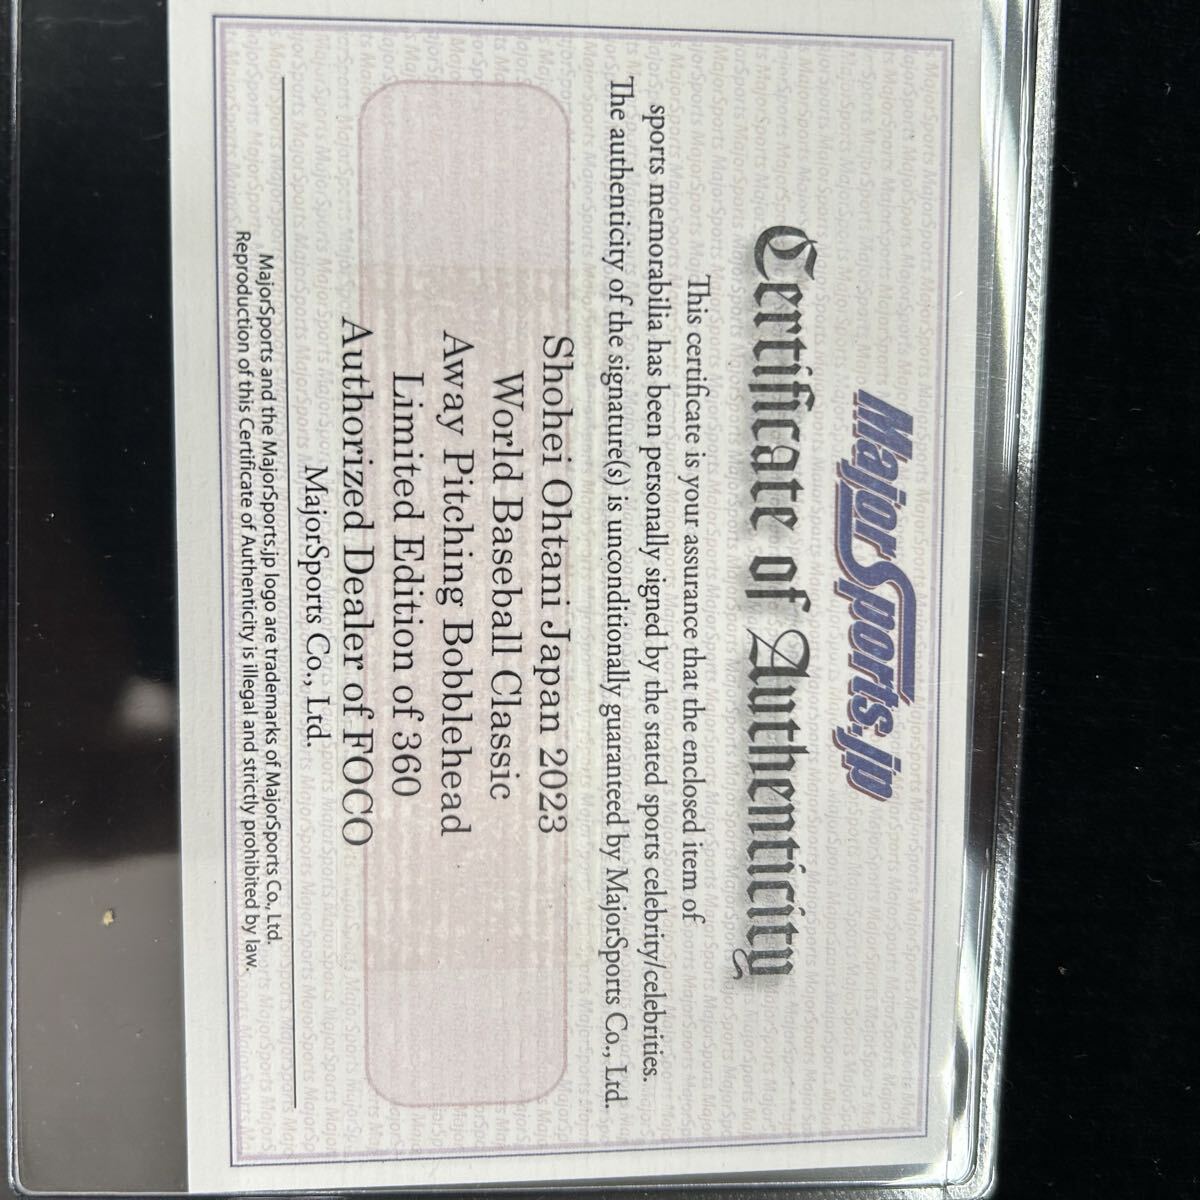 MajorSports.jp
Certificate of Authenticity
This certificate is your assurance that the enclosed item of
sports memorabilia has been personally signed by the stated sports celebrity/celebrities.
The authenticity of the signature(s) is unconditionally guaranteed by MajorSports Co., Ltd.
Shohei Ohtani Japan 2023
World Baseball Classic
Away Pitching Bobblehead
Limited Edition of 360
Authorized Dealer of FOCO
MajorSports Co., Ltd.
MajorSports and the MajorSports.jp logo are trademarks of MajorSports Co., Ltd.
Reproduction of this Certificate of Authenticity is illegal and strictly prohibited by law.